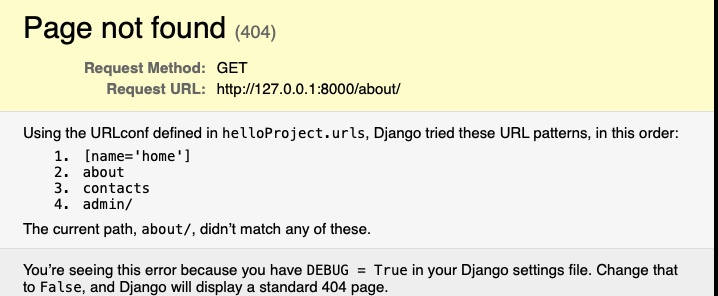 Page not found (404)
Request Method: GET
Request URL: http://127.0.0.1:8000/about/
Using the URLconf defined in helloProject.urls, Django tried these URL patterns, in this order:
1. [name='home']
2. about
3. contacts
4. admin/
The current path, about/, didn’t match any of these.
You’re seeing this error because you have DEBUG = True in your Django settings file. Change that
to False, and Django will display a standard 404 page.